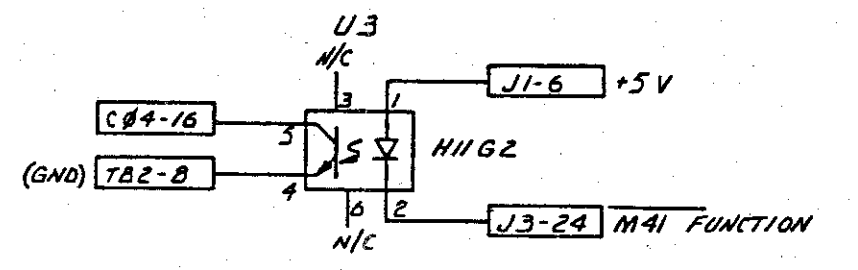 U3
N/C
3 1
J1-6 +5V
CØ4-16
5
H11G2
(GND) TB2-8
4
6 2
J3-24 M41 FUNCTION
N/C